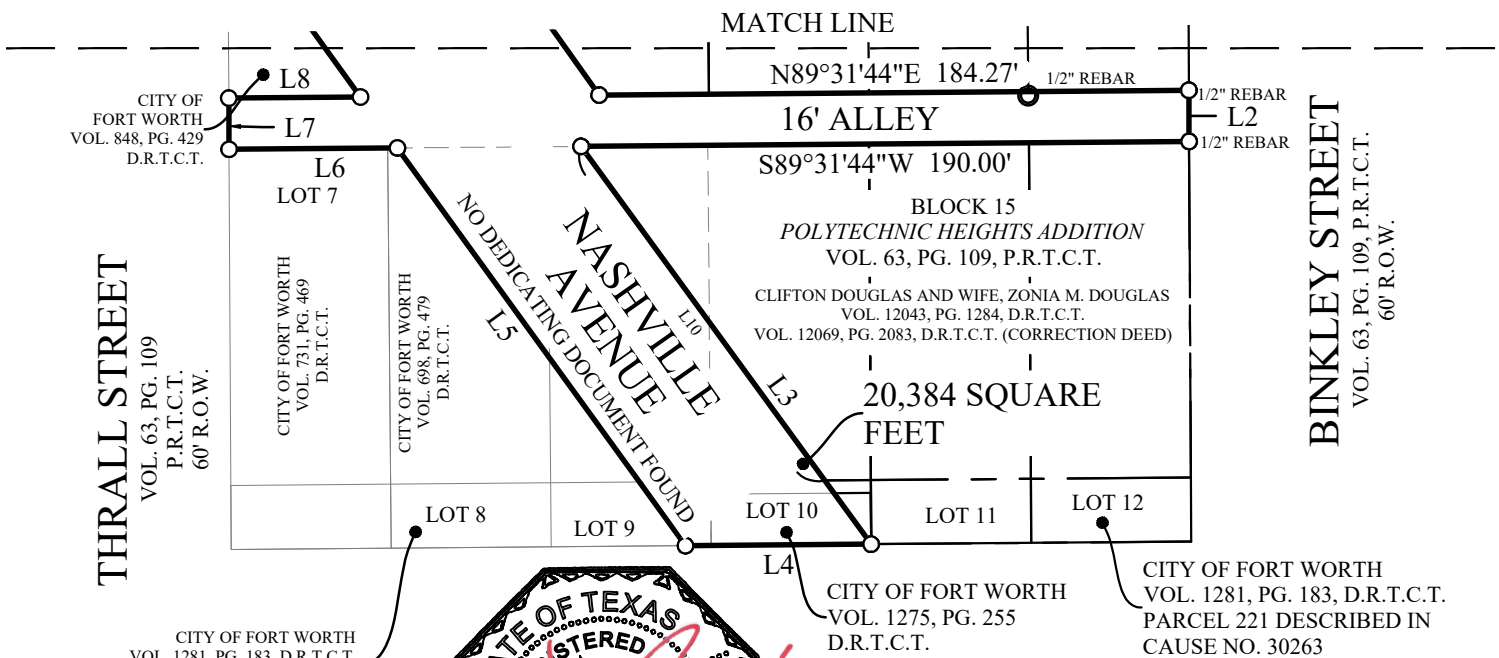 MATCH LINE
N89°31'44"E 184.27'
1/2" REBAR
L8
CITY OF
FORT WORTH
VOL. 848, PG. 429
D.R.T.C.T.
L7
16' ALLEY
1/2" REBAR
L2
1/2" REBAR
L6
S89°31'44"W 190.00'
LOT 7
BLOCK 15
POLYTECHNIC HEIGHTS ADDITION
VOL. 63, PG. 109, P.R.T.C.T.
CLIFTON DOUGLAS AND WIFE, ZONIA M. DOUGLAS
VOL. 12043, PG. 1284, D.R.T.C.T.
VOL. 12069, PG. 2083, D.R.T.C.T. (CORRECTION DEED)
THRALL STREET
VOL. 63, PG. 109
P.R.T.C.T.
60' R.O.W.
CITY OF FORT WORTH
VOL. 731, PG. 469
D.R.T.C.T.
CITY OF FORT WORTH
VOL. 698, PG. 479
D.R.T.C.T.
L5
NO DEDICATING DOCUMENT FOUND
NASHVILLE
AVENUE
L10
L3
20,384 SQUARE
FEET
BINKLEY STREET
VOL. 63, PG. 109, P.R.T.C.T.
60' R.O.W.
LOT 8
LOT 9
LOT 10
LOT 11
LOT 12
L4
CITY OF FORT WORTH
VOL. 1275, PG. 255
D.R.T.C.T.
CITY OF FORT WORTH
VOL. 1281, PG. 183, D.R.T.C.T.
PARCEL 221 DESCRIBED IN
CAUSE NO. 30263
CITY OF FORT WORTH
VOL. 1281, PG. 183, D.R.T.C.T.
OF TEXAS